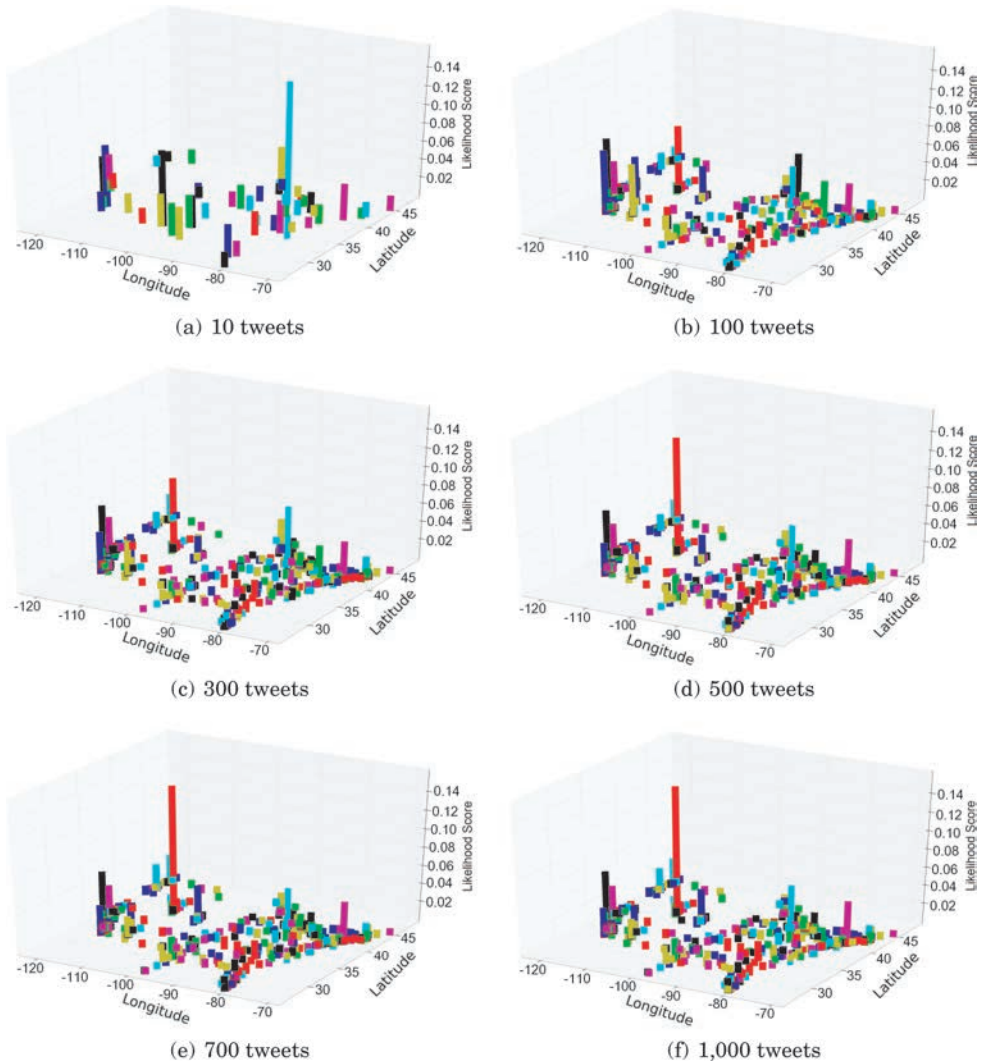 0.14 0.14
0.12 0.12
0.10 0.10
0.08 0.08
0.06 0.06
0.04 0.04
0.02 0.02
Likelihood Score Likelihood Score
-120 -110 -100 -90 -80 -70 30 35 40 45
Longitude Latitude
-120 -110 -100 -90 -80 -70 30 35 40 45
Longitude Latitude
(a) 10 tweets (b) 100 tweets
0.14 0.14
0.12 0.12
0.10 0.10
0.08 0.08
0.06 0.06
0.04 0.04
0.02 0.02
Likelihood Score Likelihood Score
-120 -110 -100 -90 -80 -70 30 35 40 45
Longitude Latitude
-120 -110 -100 -90 -80 -70 30 35 40 45
Longitude Latitude
(c) 300 tweets (d) 500 tweets
0.14 0.14
0.12 0.12
0.10 0.10
0.08 0.08
0.06 0.06
0.04 0.04
0.02 0.02
Likelihood Score Likelihood Score
-120 -110 -100 -90 -80 -70 30 35 40 45
Longitude Latitude
-120 -110 -100 -90 -80 -70 30 35 40 45
Longitude Latitude
(e) 700 tweets (f) 1,000 tweets